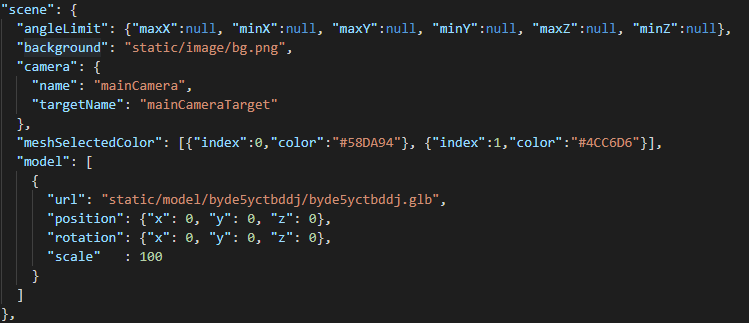 "scene": {
"angleLimit": {"maxX":null, "minX":null, "maxY":null, "minY":null, "maxZ":null, "minZ":null},
"background": "static/image/bg.png",
"camera": {
"name": "mainCamera",
"targetName": "mainCameraTarget"
},
"meshSelectedColor": [{"index":0,"color":"#58DA94"}, {"index":1,"color":"#4CC6D6"}],
"model": [
{
"url": "static/model/byde5yctbddj/byde5yctbddj.glb",
"position": {"x": 0, "y": 0, "z": 0},
"rotation": {"x": 0, "y": 0, "z": 0},
"scale"   : 100
}
]
},